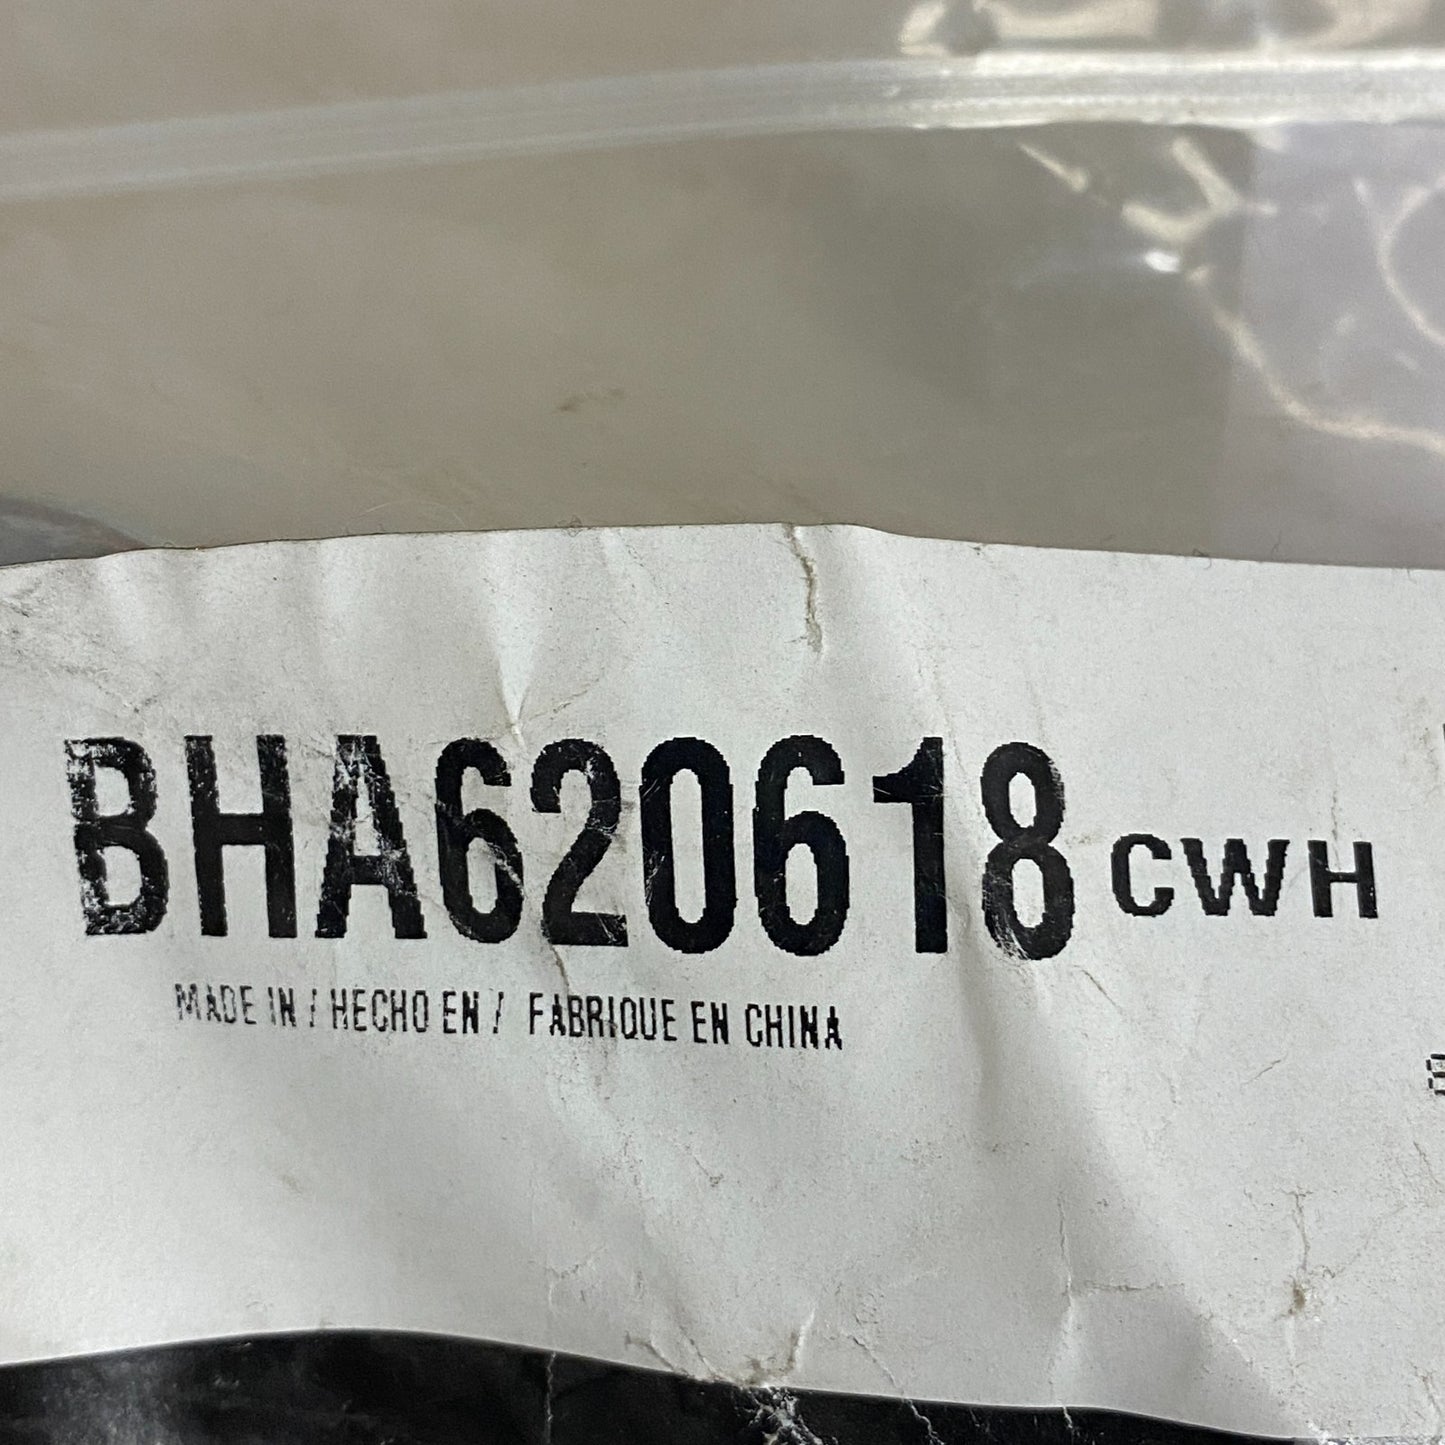 BHA620618 CWH
MADE IN / HECHO EN / FABRIQUE EN CHINA